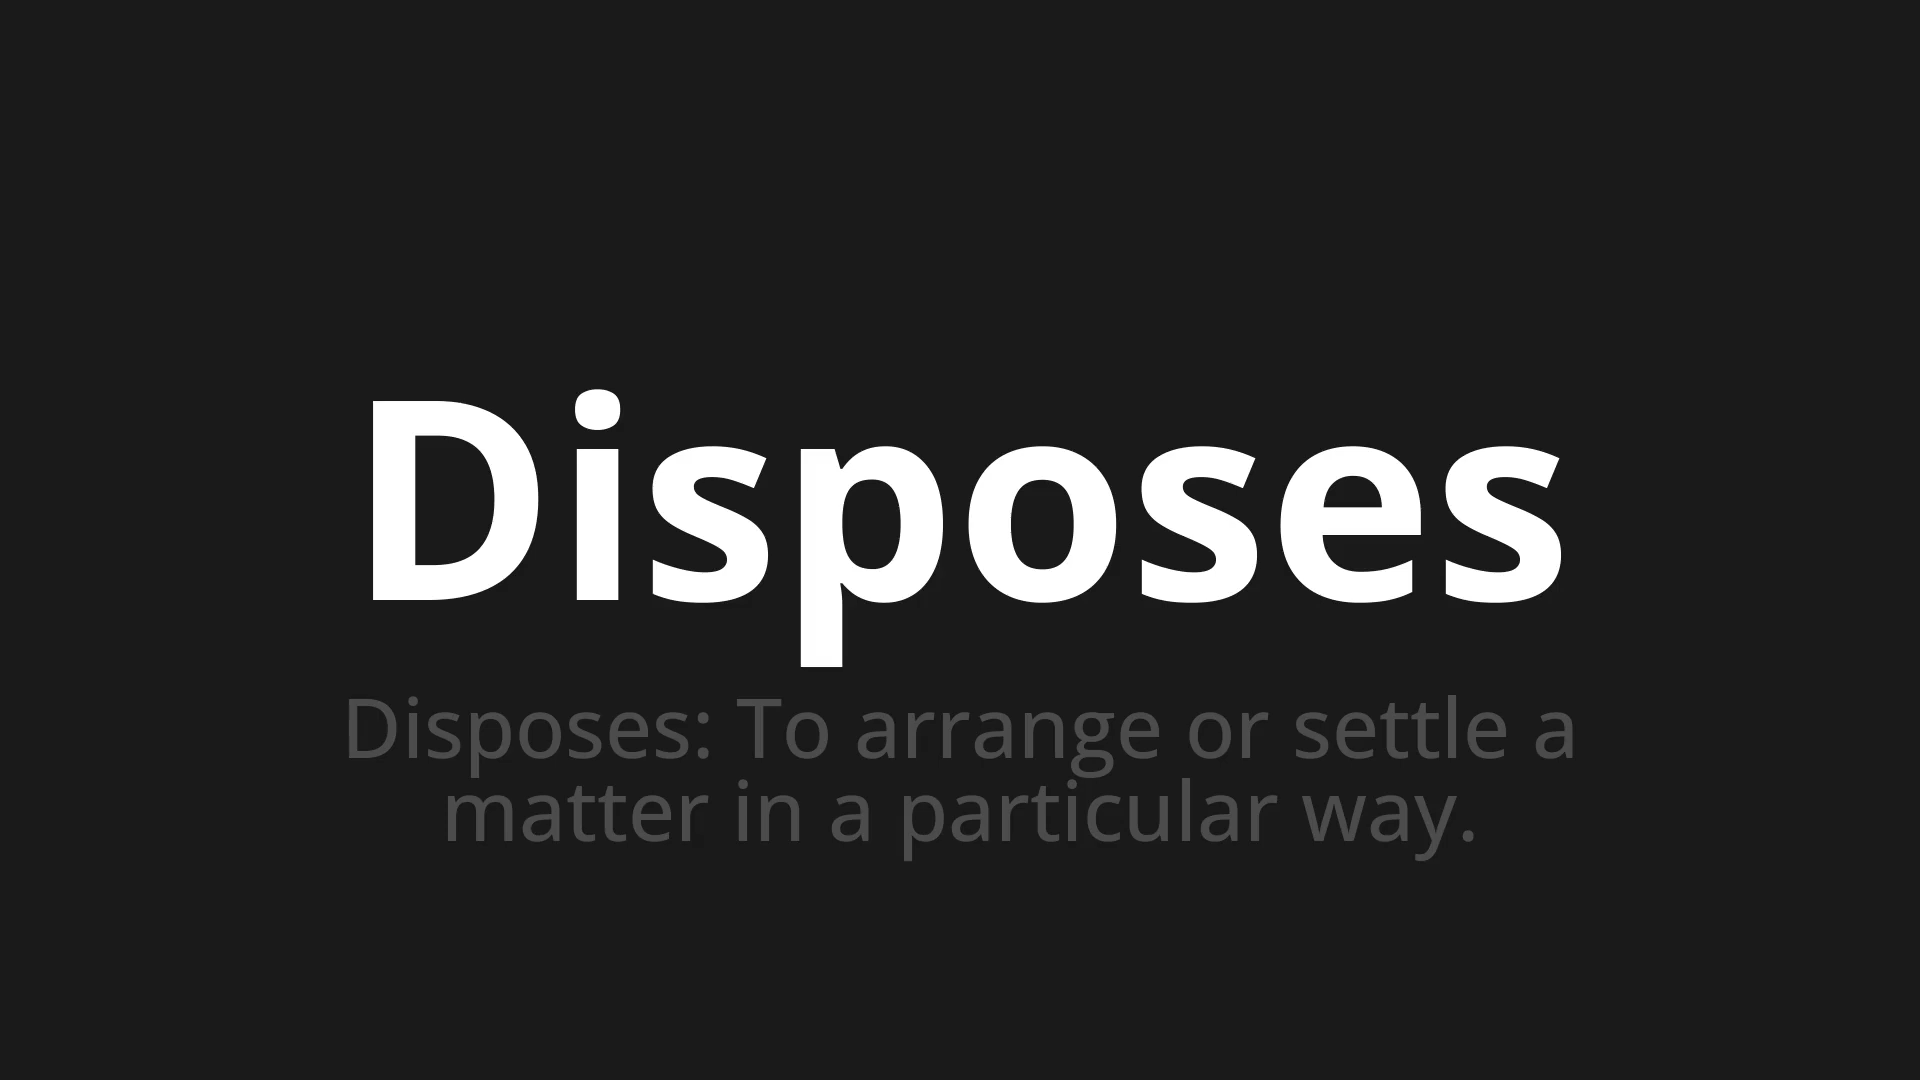 Disposes
Disposes: To arrange or settle a
matter in a particular way.